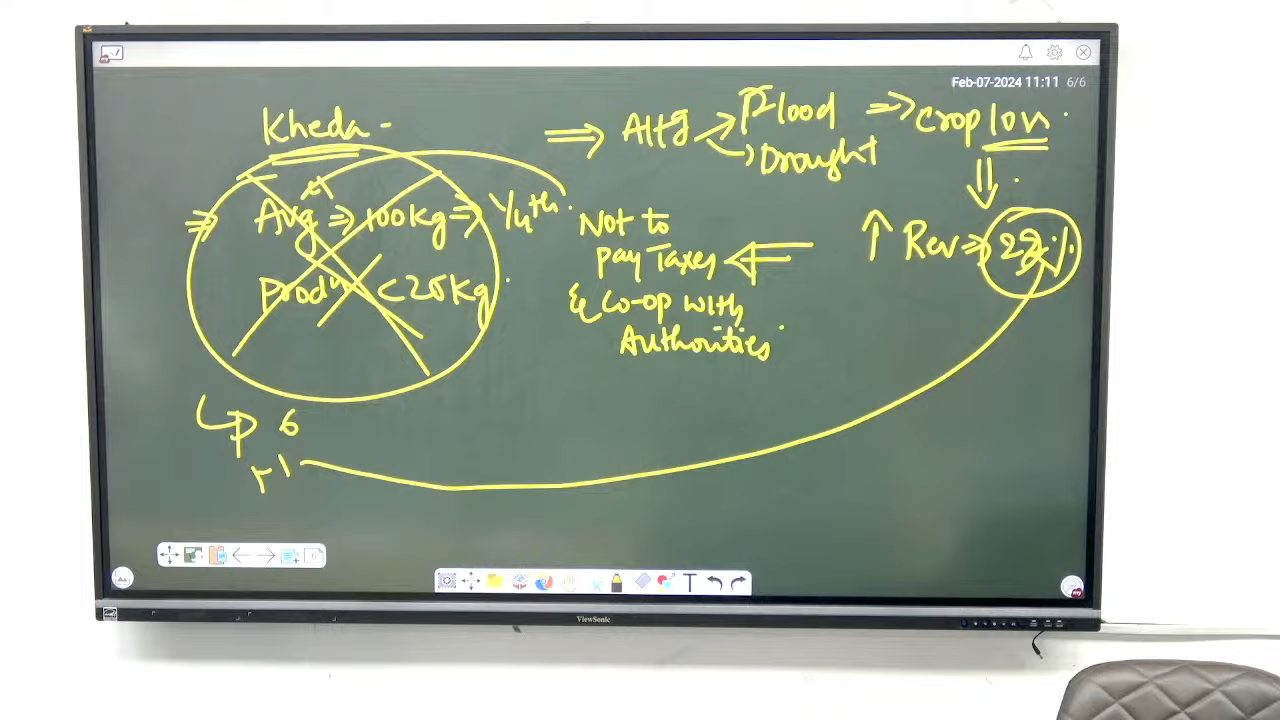 Feb-07-2024 11:11 6/6
Kheda -
⇒ Altg → Flood ⇒ Crop loss
Drought
⇒ Avg ⇒ 100kg ⇒ 1/4th
Prodn < 25kg
↑ Rev ⇒ 22%
Not to
pay Taxes
& Co-op with
Authorities
6
ViewSonic